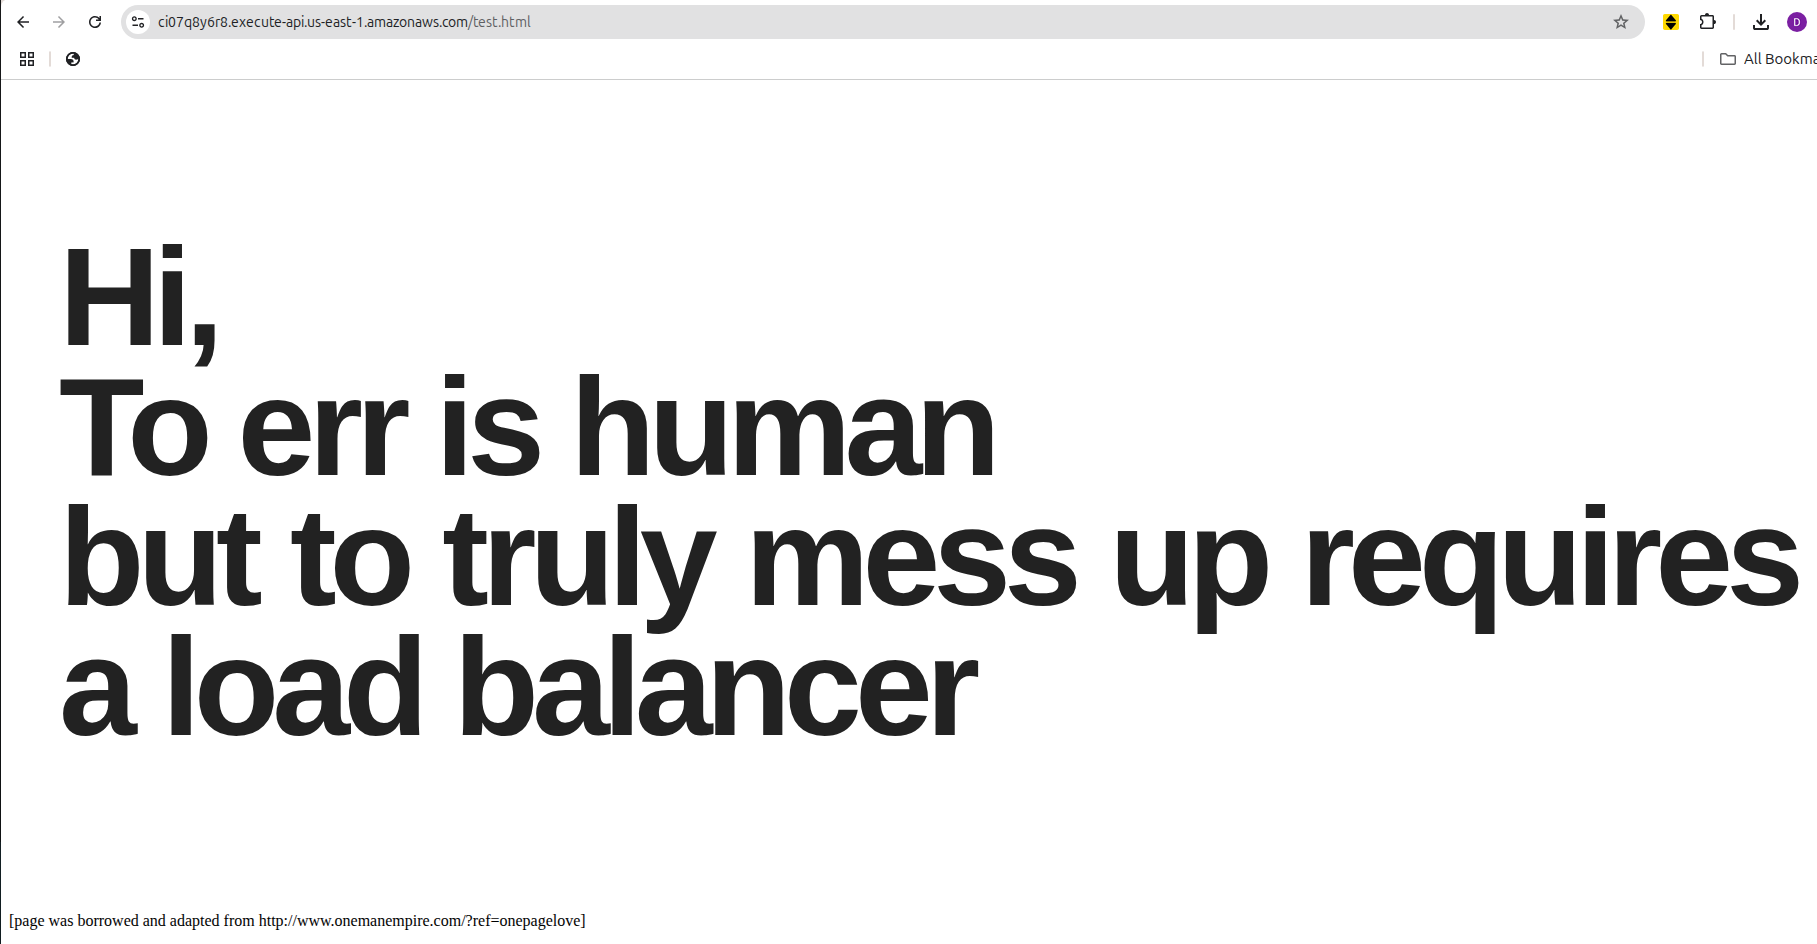 ci07q8y6r8.execute-api.us-east-1.amazonaws.com/test.html
D
All Bookma
Hi,
To err is human
but to truly mess up requires
a load balancer
[page was borrowed and adapted from http://www.onemanempire.com/?ref=onepagelove]